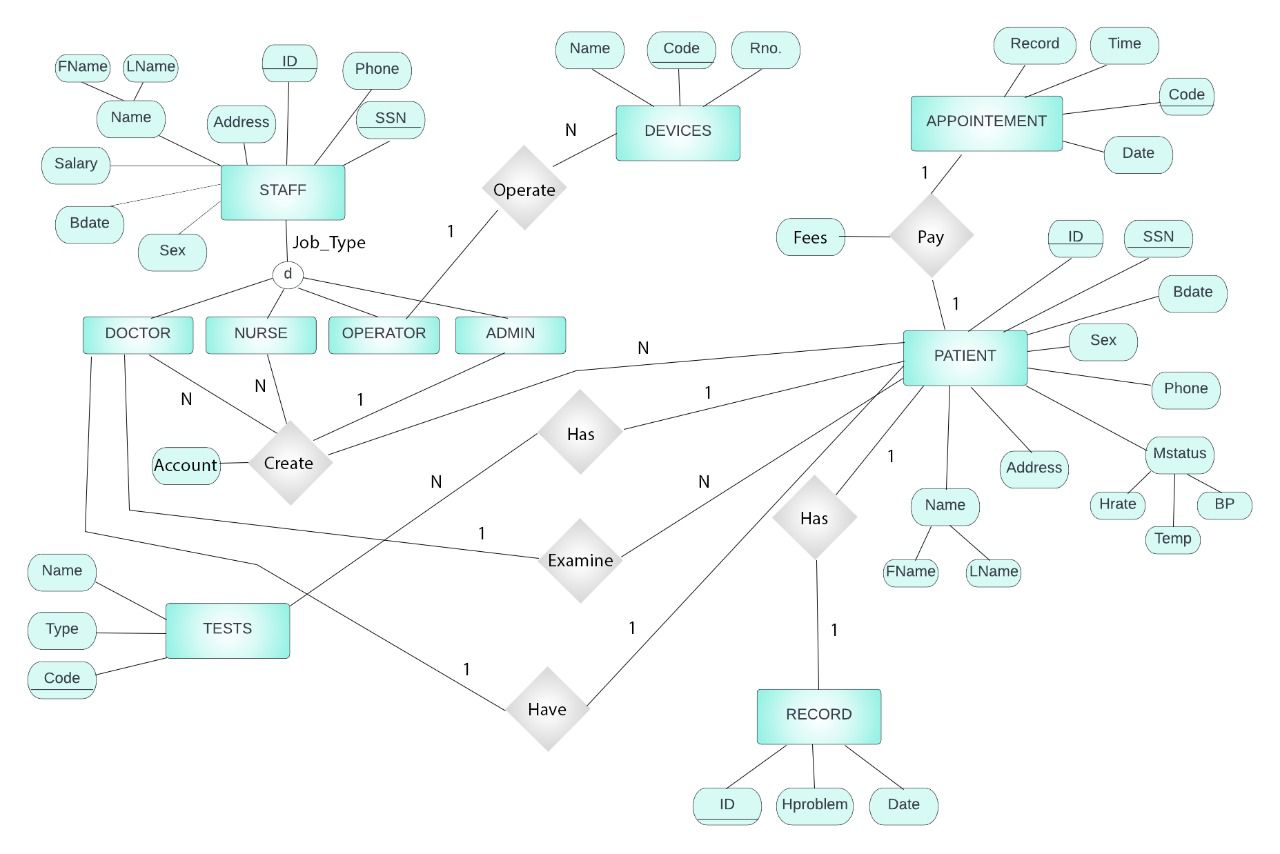 Name
Code
Rno.
Record
Time
FName
LName
ID
Phone
Code
Name
Address
SSN
DEVICES
APPOINTEMENT
N
Date
Salary
STAFF
Operate
1
Bdate
Sex
Job_Type
1
Fees
Pay
ID
SSN
d
1
Bdate
DOCTOR
NURSE
OPERATOR
ADMIN
N
PATIENT
Sex
N
N
1
1
Phone
Has
Account
Create
1
Mstatus
Address
N
N
Hrate
BP
Name
Has
Temp
1
Examine
Name
FName
LName
Type
TESTS
1
1
Code
1
Have
RECORD
ID
Hproblem
Date